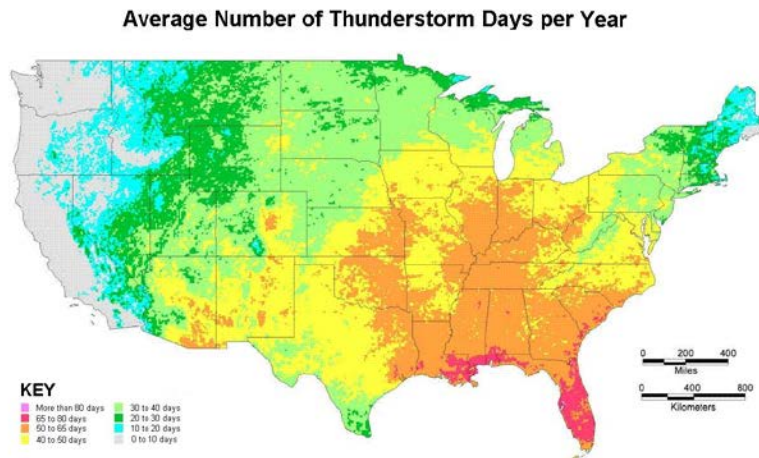 Average Number of Thunderstorm Days per Year
KEY
More than 80 days
65 to 80 days
50 to 65 days
40 to 50 days
30 to 40 days
20 to 30 days
10 to 20 days
0 to 10 days
0 200 400
Miles
0 400 800
Kilometers